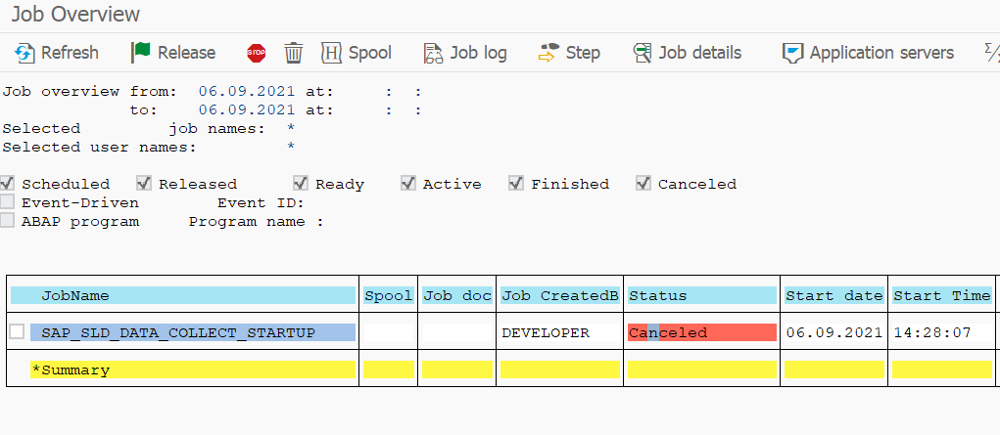 Job Overview
Refresh Release STOP Spool Job log Step Job details Application servers Σ
Job overview from: 06.09.2021 at: : :
to: 06.09.2021 at: : :
Selected job names: *
Selected user names: *
Scheduled Released Ready Active Finished Canceled
Event-Driven Event ID:
ABAP program Program name :
JobName Spool Job doc Job CreatedB Status Start date Start Time
SAP_SLD_DATA_COLLECT_STARTUP DEVELOPER Canceled 06.09.2021 14:28:07
*Summary